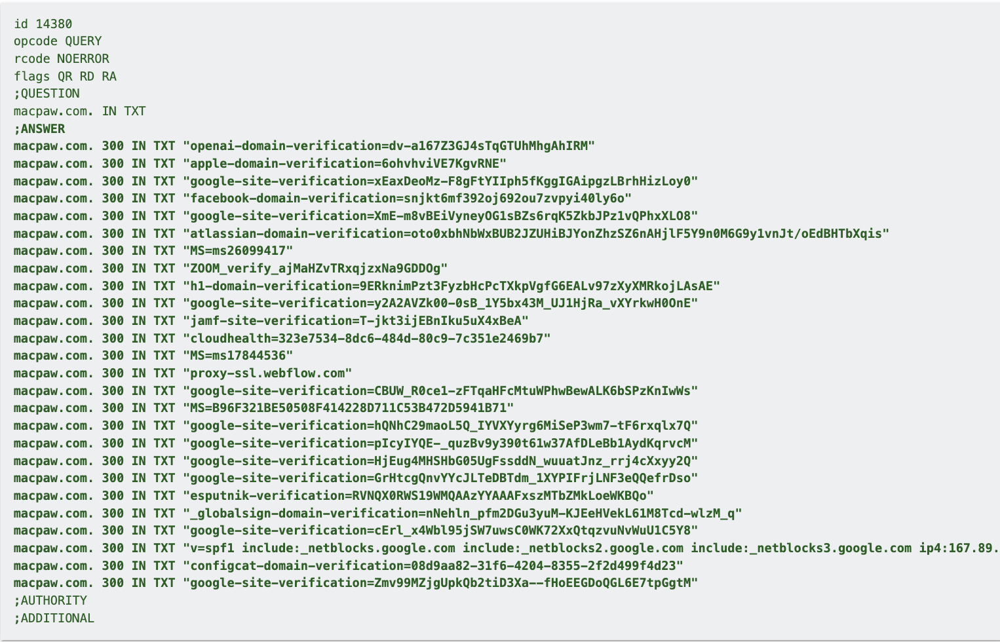 id 14380
opcode QUERY
rcode NOERROR
flags QR RD RA
;QUESTION
macpaw.com. IN TXT
;ANSWER
macpaw.com. 300 IN TXT "openai-domain-verification=dv-a167Z3GJ4sTqGTUhMhgAhIRM"
macpaw.com. 300 IN TXT "apple-domain-verification=6ohvhviVE7KgvRNE"
macpaw.com. 300 IN TXT "google-site-verification=xEaxDeoMz-F8gFtYIIph5fKggIGAipgzLBrhHizLoy0"
macpaw.com. 300 IN TXT "facebook-domain-verification=snjkt6mf392oj692ou7zvpyi40ly6o"
macpaw.com. 300 IN TXT "google-site-verification=XmE-m8vBEiVyneyOG1sBZs6rqK5ZkbJPz1vQPhxXLO8"
macpaw.com. 300 IN TXT "atlassian-domain-verification=oto0xbhNbWxBUB2JZUHiBJYonZhzSZ6nAHjlF5Y9n0M6G9y1vnJt/oEdBHTbXqis"
macpaw.com. 300 IN TXT "MS=ms26099417"
macpaw.com. 300 IN TXT "ZOOM_verify_ajMaHZvTRxqjzxNa9GDDOg"
macpaw.com. 300 IN TXT "h1-domain-verification=9ERknimPzt3FyzbHcPcTXkpVgfG6EALv97zXyXMRkojLAsAE"
macpaw.com. 300 IN TXT "google-site-verification=y2A2AVZk00-0sB_1Y5bx43M_UJ1HjRa_vXYrkwH0OnE"
macpaw.com. 300 IN TXT "jamf-site-verification=T-jkt3ijEBnIku5uX4xBeA"
macpaw.com. 300 IN TXT "cloudhealth=323e7534-8dc6-484d-80c9-7c351e2469b7"
macpaw.com. 300 IN TXT "MS=ms17844536"
macpaw.com. 300 IN TXT "proxy-ssl.webflow.com"
macpaw.com. 300 IN TXT "google-site-verification=CBUW_R0ce1-zFTqaHFcMtuWPhwBewALK6bSPzKnIwWs"
macpaw.com. 300 IN TXT "MS=B96F321BE50508F414228D711C53B472D5941B71"
macpaw.com. 300 IN TXT "google-site-verification=hQNhC29maoL5Q_IYVXYyrg6MiSeP3wm7-tF6rxqlx7Q"
macpaw.com. 300 IN TXT "google-site-verification=pIcyIYQE-_quzBv9y390t61w37AfDLeBb1AydKqrvcM"
macpaw.com. 300 IN TXT "google-site-verification=HjEug4MHSHbG05UgFssddN_wuuatJnz_rrj4cXxyy2Q"
macpaw.com. 300 IN TXT "google-site-verification=GrHtcgQnvYYcJLTeDBTdm_1XYPIFrjLNF3eQQefrDso"
macpaw.com. 300 IN TXT "esputnik-verification=RVNQX0RWS19WMQAAzYYAAAFxszMTbZMkLoeWKBQo"
macpaw.com. 300 IN TXT "_globalsign-domain-verification=nNehln_pfm2DGu3yuM-KJEeHVekL61M8Tcd-wlzM_q"
macpaw.com. 300 IN TXT "google-site-verification=cErl_x4Wbl95jSW7uwsC0WK72XxQtqzvuNvWuU1C5Y8"
macpaw.com. 300 IN TXT "v=spf1 include:_netblocks.google.com include:_netblocks2.google.com include:_netblocks3.google.com ip4:167.89.
macpaw.com. 300 IN TXT "configcat-domain-verification=08d9aa82-31f6-4204-8355-2f2d499f4d23"
macpaw.com. 300 IN TXT "google-site-verification=Zmv99MZjgUpkQb2tiD3Xa--fHoEEGDoQGL6E7tpGgtM"
;AUTHORITY
;ADDITIONAL